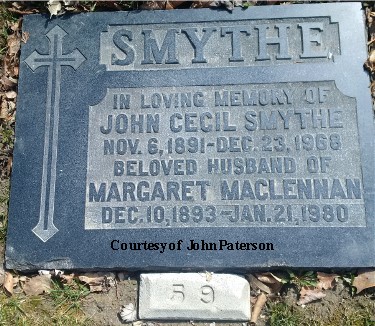 SMYTHE
IN LOVING MEMORY OF
JOHN CECIL SMYTHE
NOV. 6, 1891-DEC. 23, 1968
BELOVED HUSBAND OF
MARGARET MACLENNAN
DEC. 10, 1893-JAN. 21, 1980
Courtesy of John Paterson
59